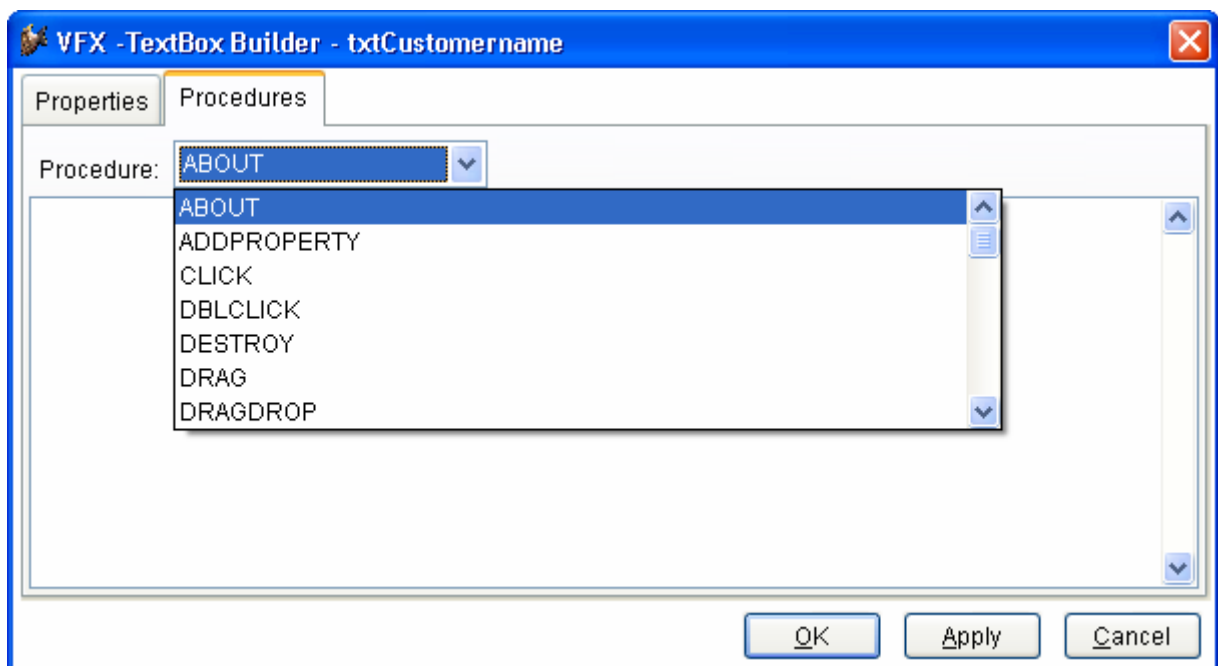 VFX -TextBox Builder - txtCustomername
Properties Procedures
Procedure: ABOUT
ABOUT
ADDPROPERTY
CLICK
DBLCLICK
DESTROY
DRAG
DRAGDROP
OK Apply Cancel